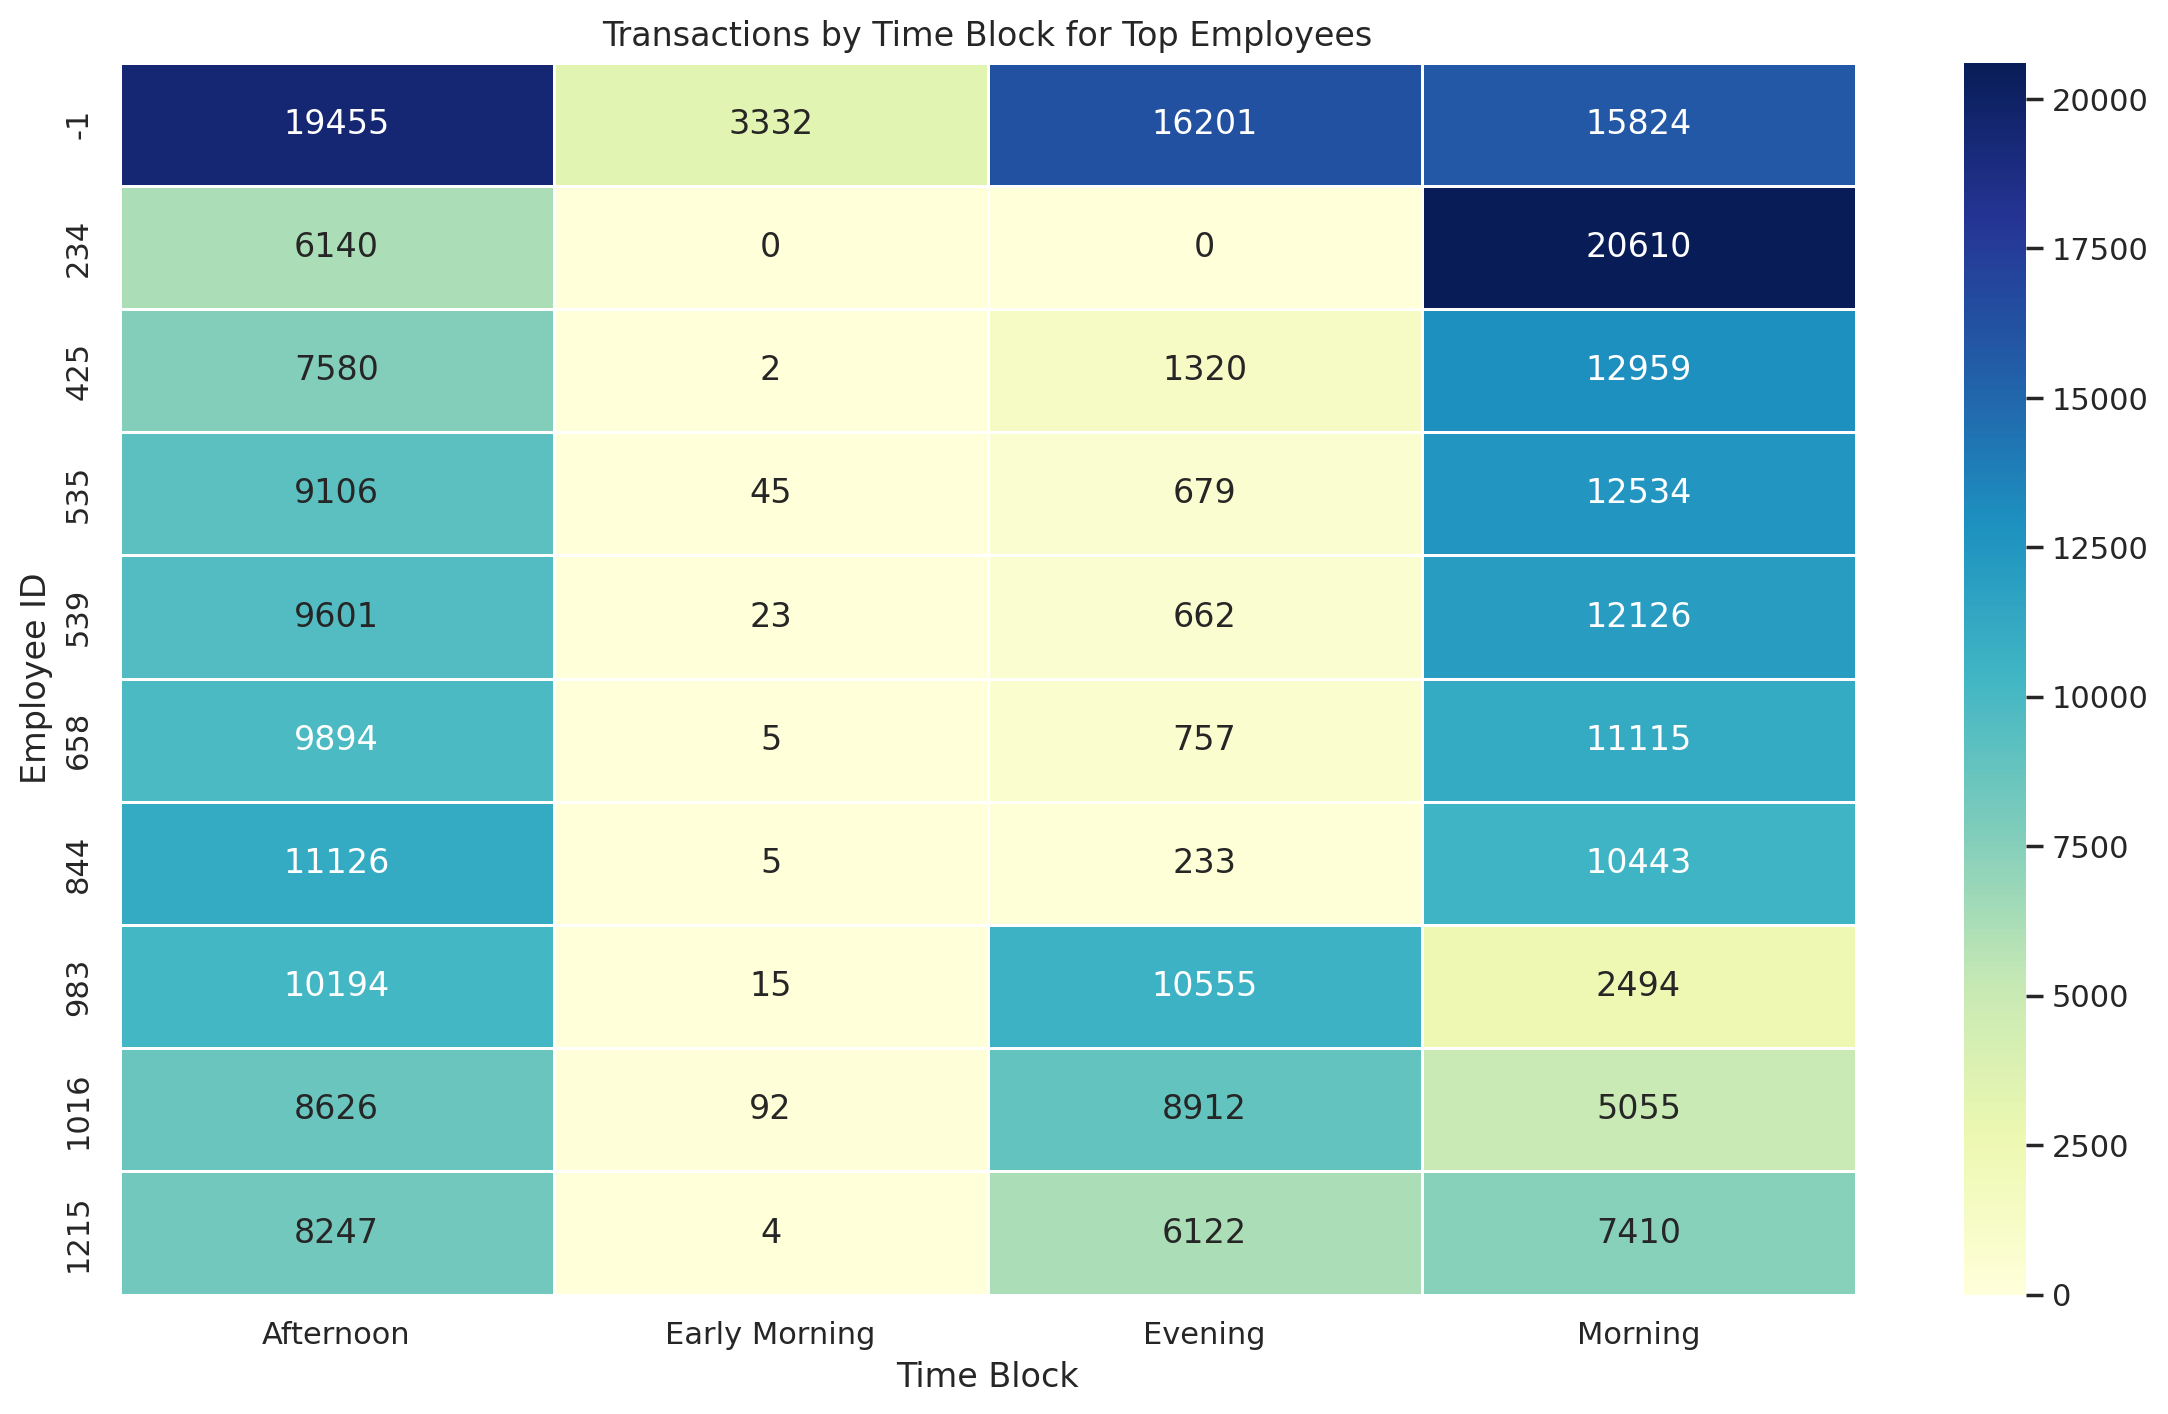 Transactions by Time Block for Top Employees
-1 19455 3332 16201 15824
234 6140 0 0 20610
425 7580 2 1320 12959
535 9106 45 679 12534
539 9601 23 662 12126
658 9894 5 757 11115
844 11126 5 233 10443
983 10194 15 10555 2494
1016 8626 92 8912 5055
1215 8247 4 6122 7410
Afternoon Early Morning Evening Morning
Time Block
Employee ID
20000
17500
15000
12500
10000
7500
5000
2500
0